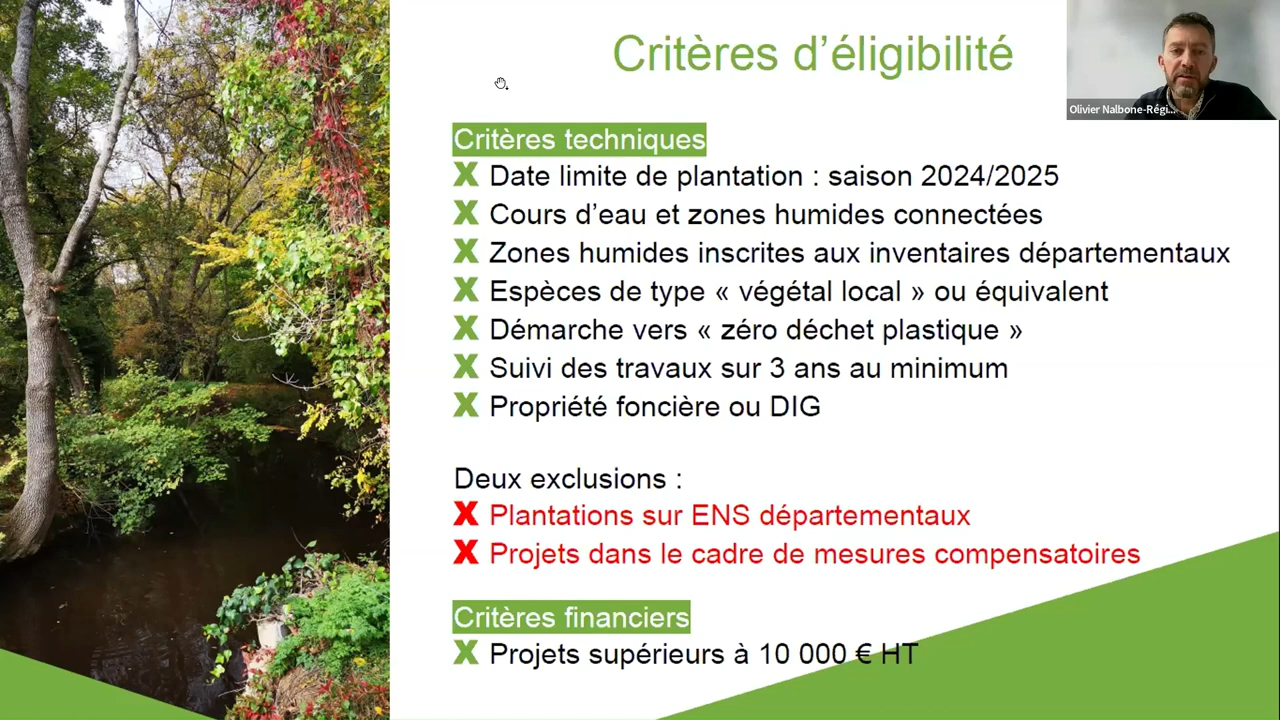 Critères d’éligibilité
Olivier Nalbone-Régi...
Critères techniques
X Date limite de plantation : saison 2024/2025
X Cours d’eau et zones humides connectées
X Zones humides inscrites aux inventaires départementaux
X Espèces de type « végétal local » ou équivalent
X Démarche vers « zéro déchet plastique »
X Suivi des travaux sur 3 ans au minimum
X Propriété foncière ou DIG
Deux exclusions :
X Plantations sur ENS départementaux
X Projets dans le cadre de mesures compensatoires
Critères financiers
X Projets supérieurs à 10 000 € HT